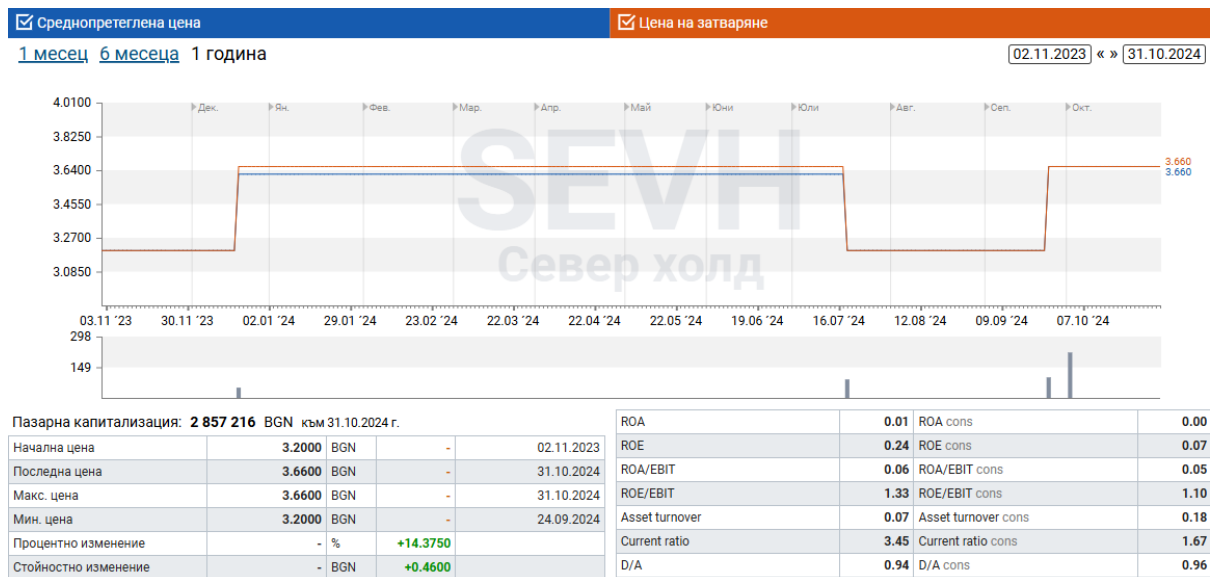 Среднопретеглена цена
Цена на затваряне
1 месец 6 месеца 1 година
02.11.2023 « » 31.10.2024
4.0100
3.8250
3.6400
3.4550
3.2700
3.0850
Дек. Ян. Фев. Мар. Апр. Май Юни Юли Авг. Сеп. Окт.
SEVH
Север холд
3.660
3.660
03.11 ´23 30.11 ´23 02.01 ´24 29.01 ´24 23.02 ´24 22.03 ´24 22.04 ´24 22.05 ´24 19.06 ´24 16.07 ´24 12.08 ´24 09.09 ´24 07.10 ´24
298
149
Пазарна капитализация: 2 857 216 BGN към 31.10.2024 г.
Начална цена 3.2000 BGN - 02.11.2023
Последна цена 3.6600 BGN - 31.10.2024
Макс. цена 3.6600 BGN - 31.10.2024
Мин. цена 3.2000 BGN - 24.09.2024
Процентно изменение - % +14.3750
Стойностно изменение - BGN +0.4600
ROA 0.01 ROA cons 0.00
ROE 0.24 ROE cons 0.07
ROA/EBIT 0.06 ROA/EBIT cons 0.05
ROE/EBIT 1.33 ROE/EBIT cons 1.10
Asset turnover 0.07 Asset turnover cons 0.18
Current ratio 3.45 Current ratio cons 1.67
D/A 0.94 D/A cons 0.96